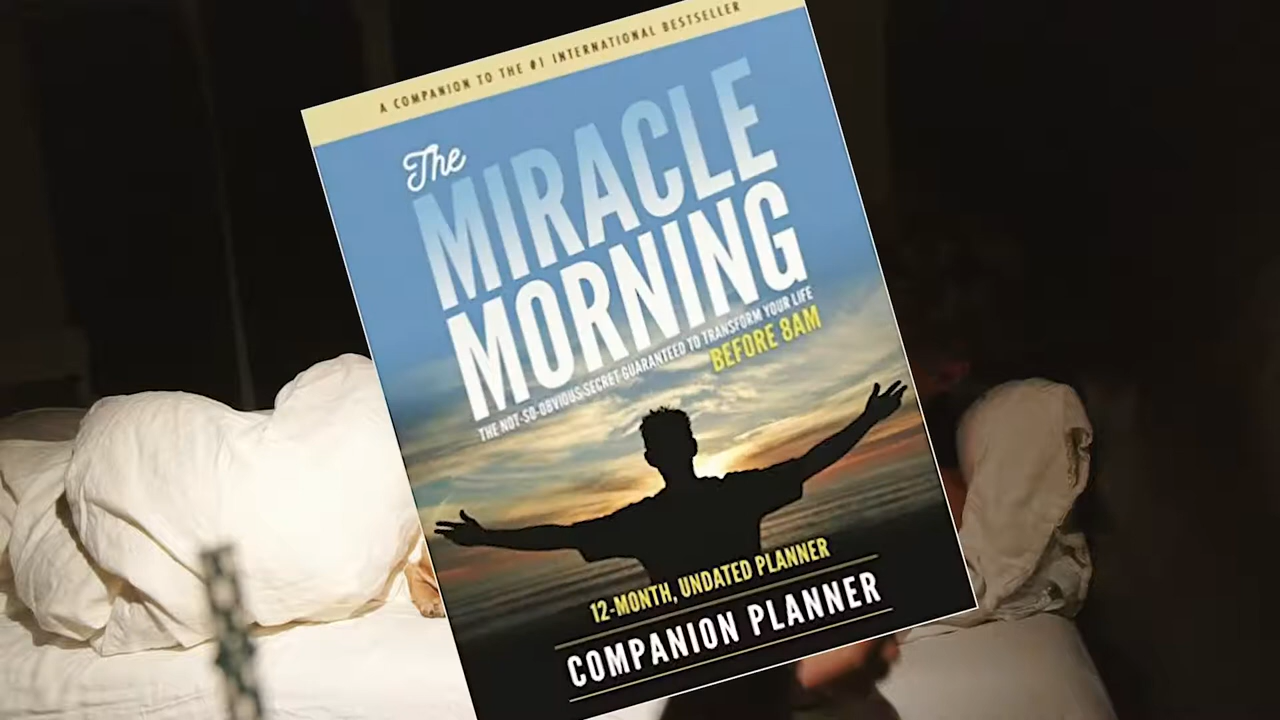 A COMPANION TO THE #1 INTERNATIONAL BESTSELLER
The
MIRACLE
MORNING
THE NOT-SO-OBVIOUS SECRET GUARANTEED TO TRANSFORM YOUR LIFE
BEFORE 8AM
12-MONTH, UNDATED PLANNER
COMPANION PLANNER